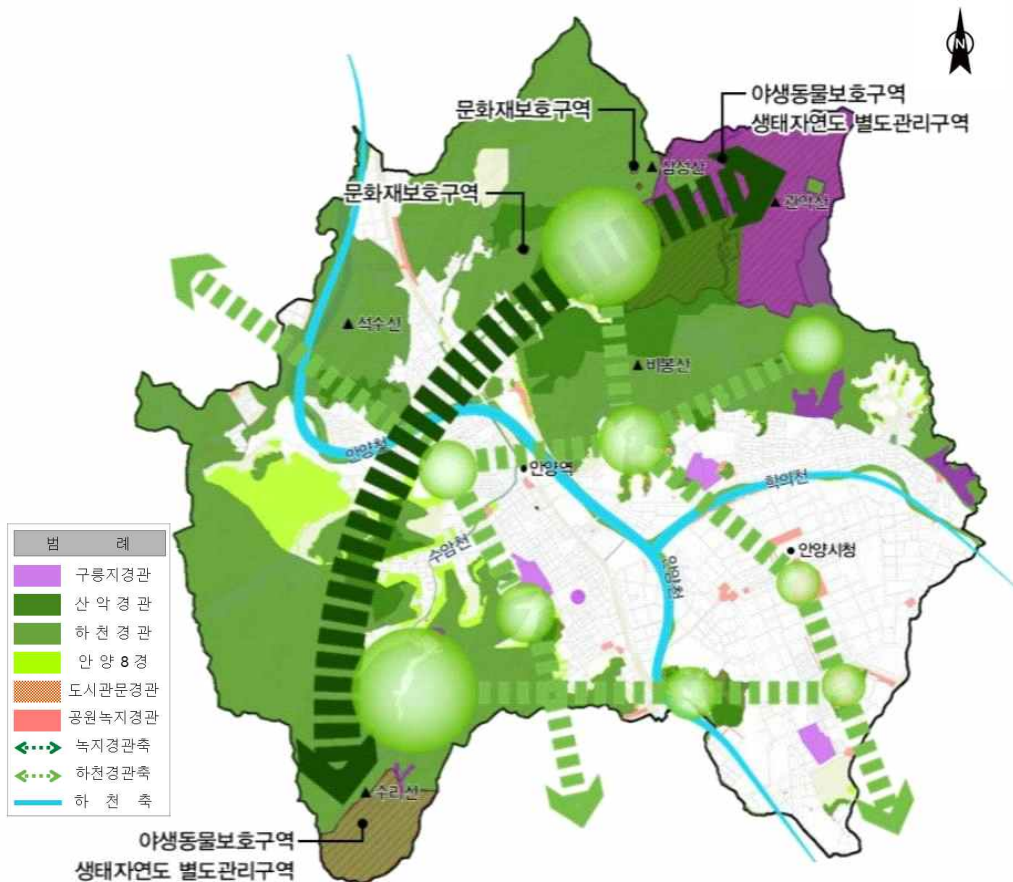 N
야생동물보호구역
생태자연도 별도관리구역
문화재보호구역
▲삼성산
문화재보호구역
▲관악산
▲석수산
▲비봉산
안양천
안양역
학의천
수암천
안양천
안양시청
범 례
구릉지경관
산 악 경 관
하 천 경 관
안 양 8 경
도시관문경관
공원녹지경관
녹지경관축
하천경관축
하 천 축
▲수리산
야생동물보호구역
생태자연도 별도관리구역